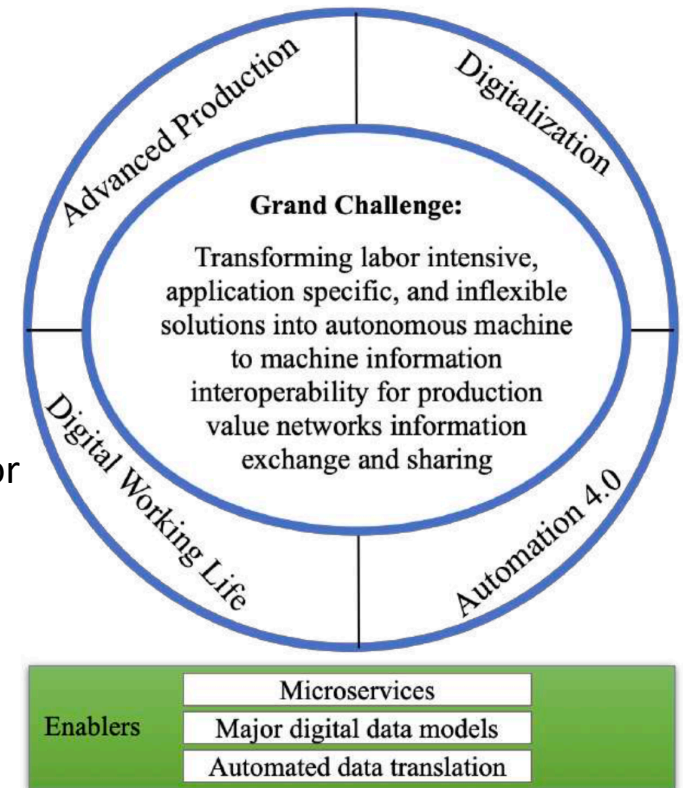 Advanced Production
Digitalization
Grand Challenge:
Transforming labor intensive,
application specific, and inflexible
solutions into autonomous machine
to machine information
interoperability for production
value networks information
exchange and sharing
or
Digital Working Life
Automation 4.0
Enablers
Microservices
Major digital data models
Automated data translation